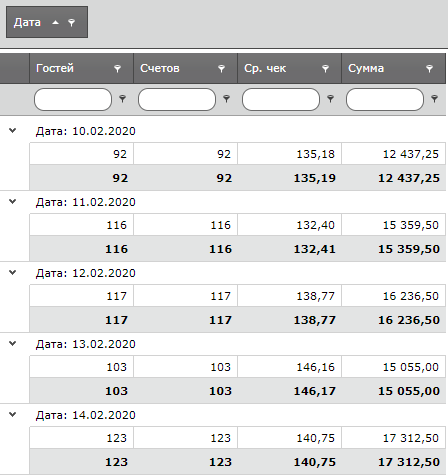 Дата
Гостей Счетов Ср. чек Сумма
Дата: 10.02.2020
92 92 135,18 12 437,25
92 92 135,19 12 437,25
Дата: 11.02.2020
116 116 132,40 15 359,50
116 116 132,41 15 359,50
Дата: 12.02.2020
117 117 138,77 16 236,50
117 117 138,77 16 236,50
Дата: 13.02.2020
103 103 146,16 15 055,00
103 103 146,17 15 055,00
Дата: 14.02.2020
123 123 140,75 17 312,50
123 123 140,75 17 312,50